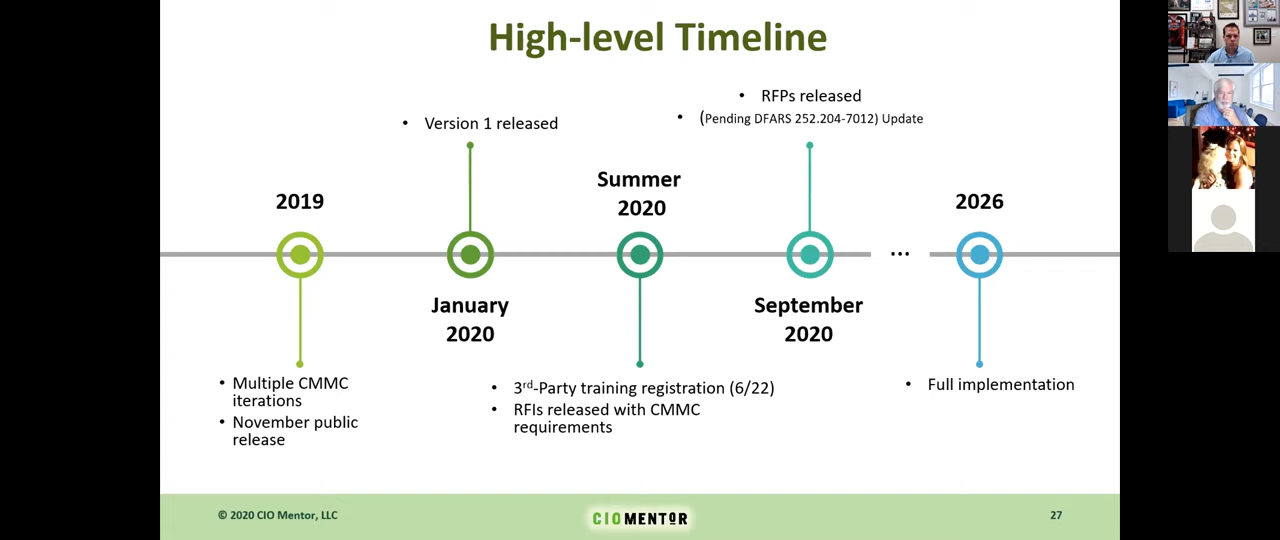 High-level Timeline
• RFPs released
• (Pending DFARS 252.204-7012) Update
• Version 1 released
Summer
2020
2019
2026
...
January
2020
September
2020
• Multiple CMMC
iterations
• November public
release
• 3rd-Party training registration (6/22)
• RFIs released with CMMC
requirements
• Full implementation
© 2020 CIO Mentor, LLC
CIOMENTOR
27